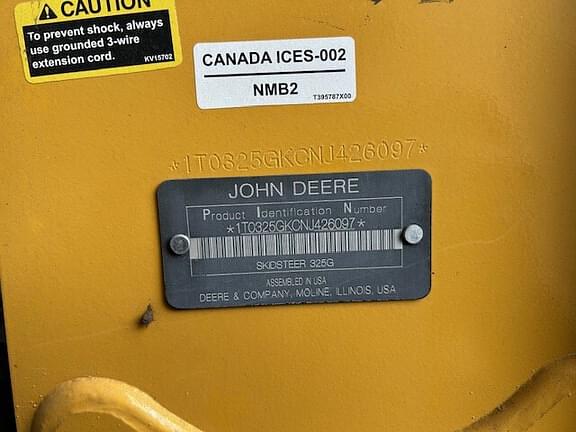 CAUTION
To prevent shock, always
use grounded 3-wire
extension cord.
KV15702
CANADA ICES-002
NMB2
T395787X00
*1T0325GKCNJ426097*
JOHN DEERE
Product Identification Number
*1T0325GKCNJ426097*
SKIDSTEER 325G
ASSEMBLED IN USA
DEERE & COMPANY, MOLINE, ILLINOIS, USA